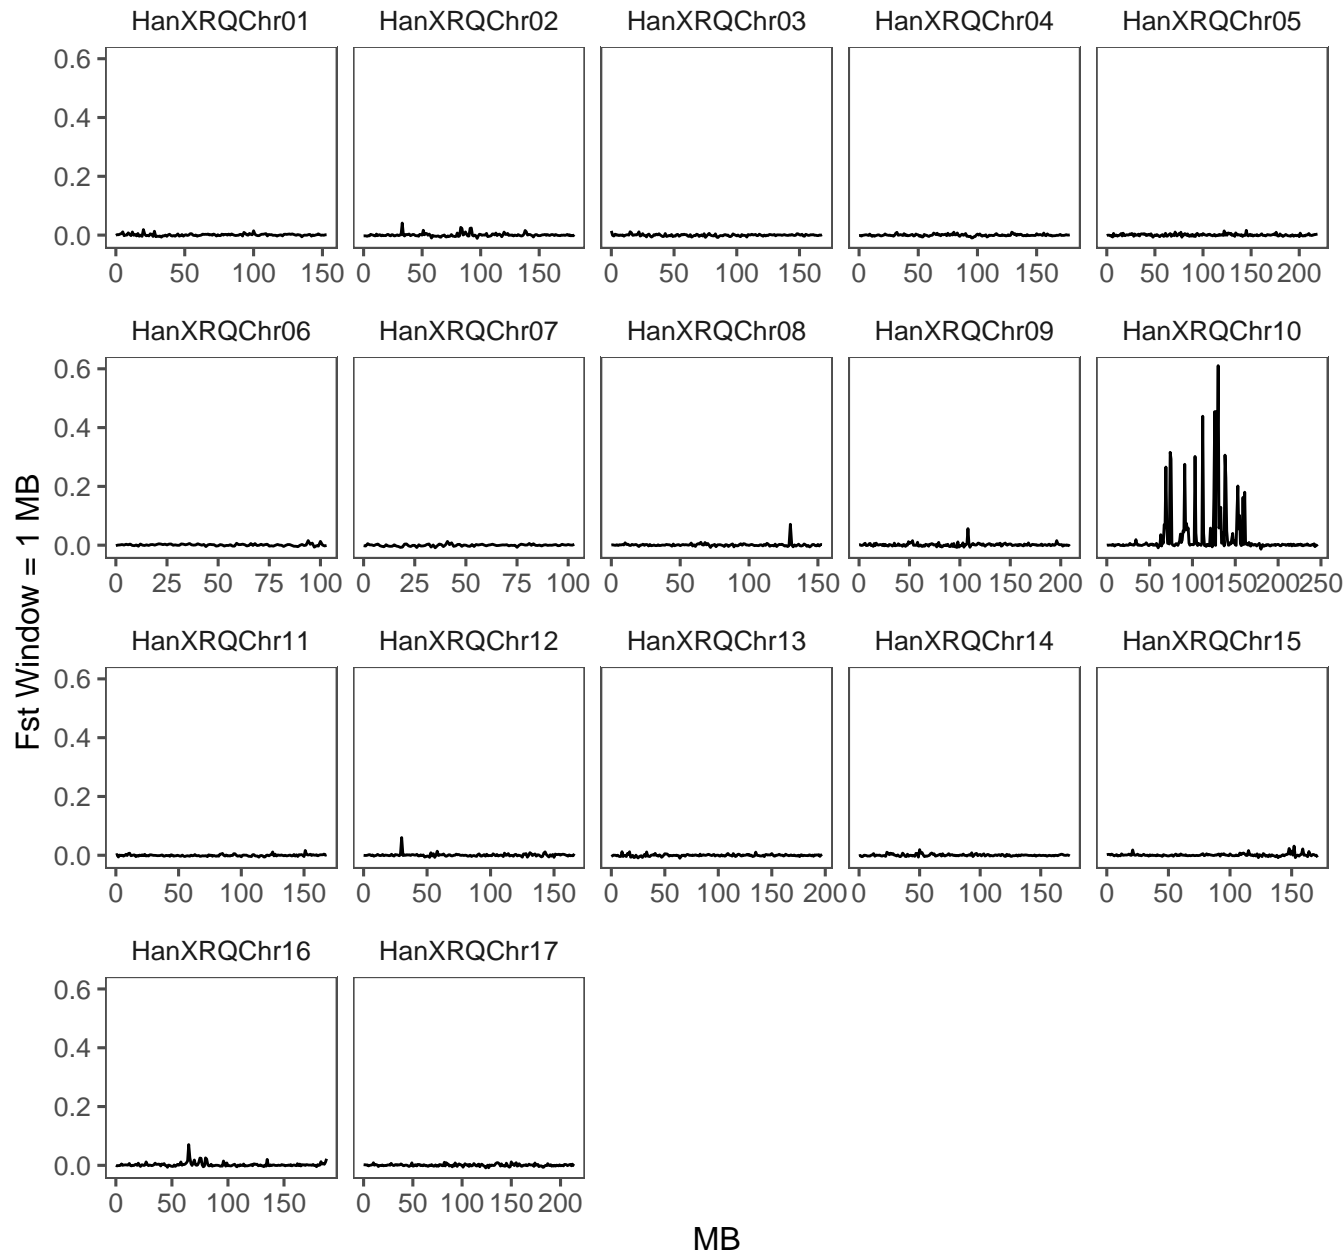 HanXRQChr01 HanXRQChr02 HanXRQChr03 HanXRQChr04 HanXRQChr05
0.6
0.4
0.2
0.0
0 50 100 150 0 50 100 150 0 50 100 150 0 50 100 150 0 50 100 150 200
HanXRQChr06 HanXRQChr07 HanXRQChr08 HanXRQChr09 HanXRQChr10
0.6
0.4
0.2
0.0
0 25 50 75 100 0 25 50 75 100 0 50 100 150 0 50 100 150 200 0 50 100 150 200 250
Fst Window = 1 MB
HanXRQChr11 HanXRQChr12 HanXRQChr13 HanXRQChr14 HanXRQChr15
0.6
0.4
0.2
0.0
0 50 100 150 0 50 100 150 0 50 100 150 200 0 50 100 150 0 50 100 150
HanXRQChr16 HanXRQChr17
0.6
0.4
0.2
0.0
0 50 100 150 0 50 100 150 200
MB